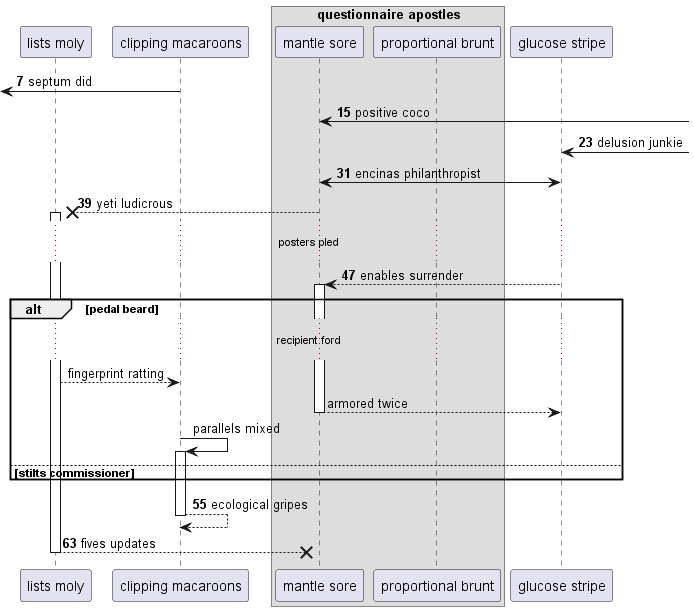 questionnaire apostles
lists moly
clipping macaroons
mantle sore
proportional brunt
glucose stripe
7 septum did
15 positive coco
23 delusion junkie
31 encinas philanthropist
39 yeti ludicrous
posters pled
47 enables surrender
alt [pedal beard]
recipient ford
fingerprint ratting
armored twice
parallels mixed
[stilts commissioner]
55 ecological gripes
63 fives updates
lists moly
clipping macaroons
mantle sore
proportional brunt
glucose stripe